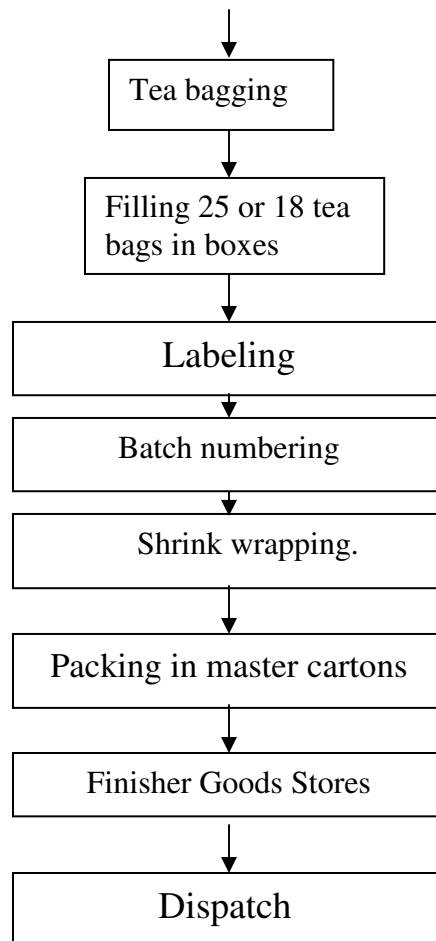 Tea bagging
Filling 25 or 18 tea
bags in boxes
Labeling
Batch numbering
Shrink wrapping.
Packing in master cartons
Finisher Goods Stores
Dispatch